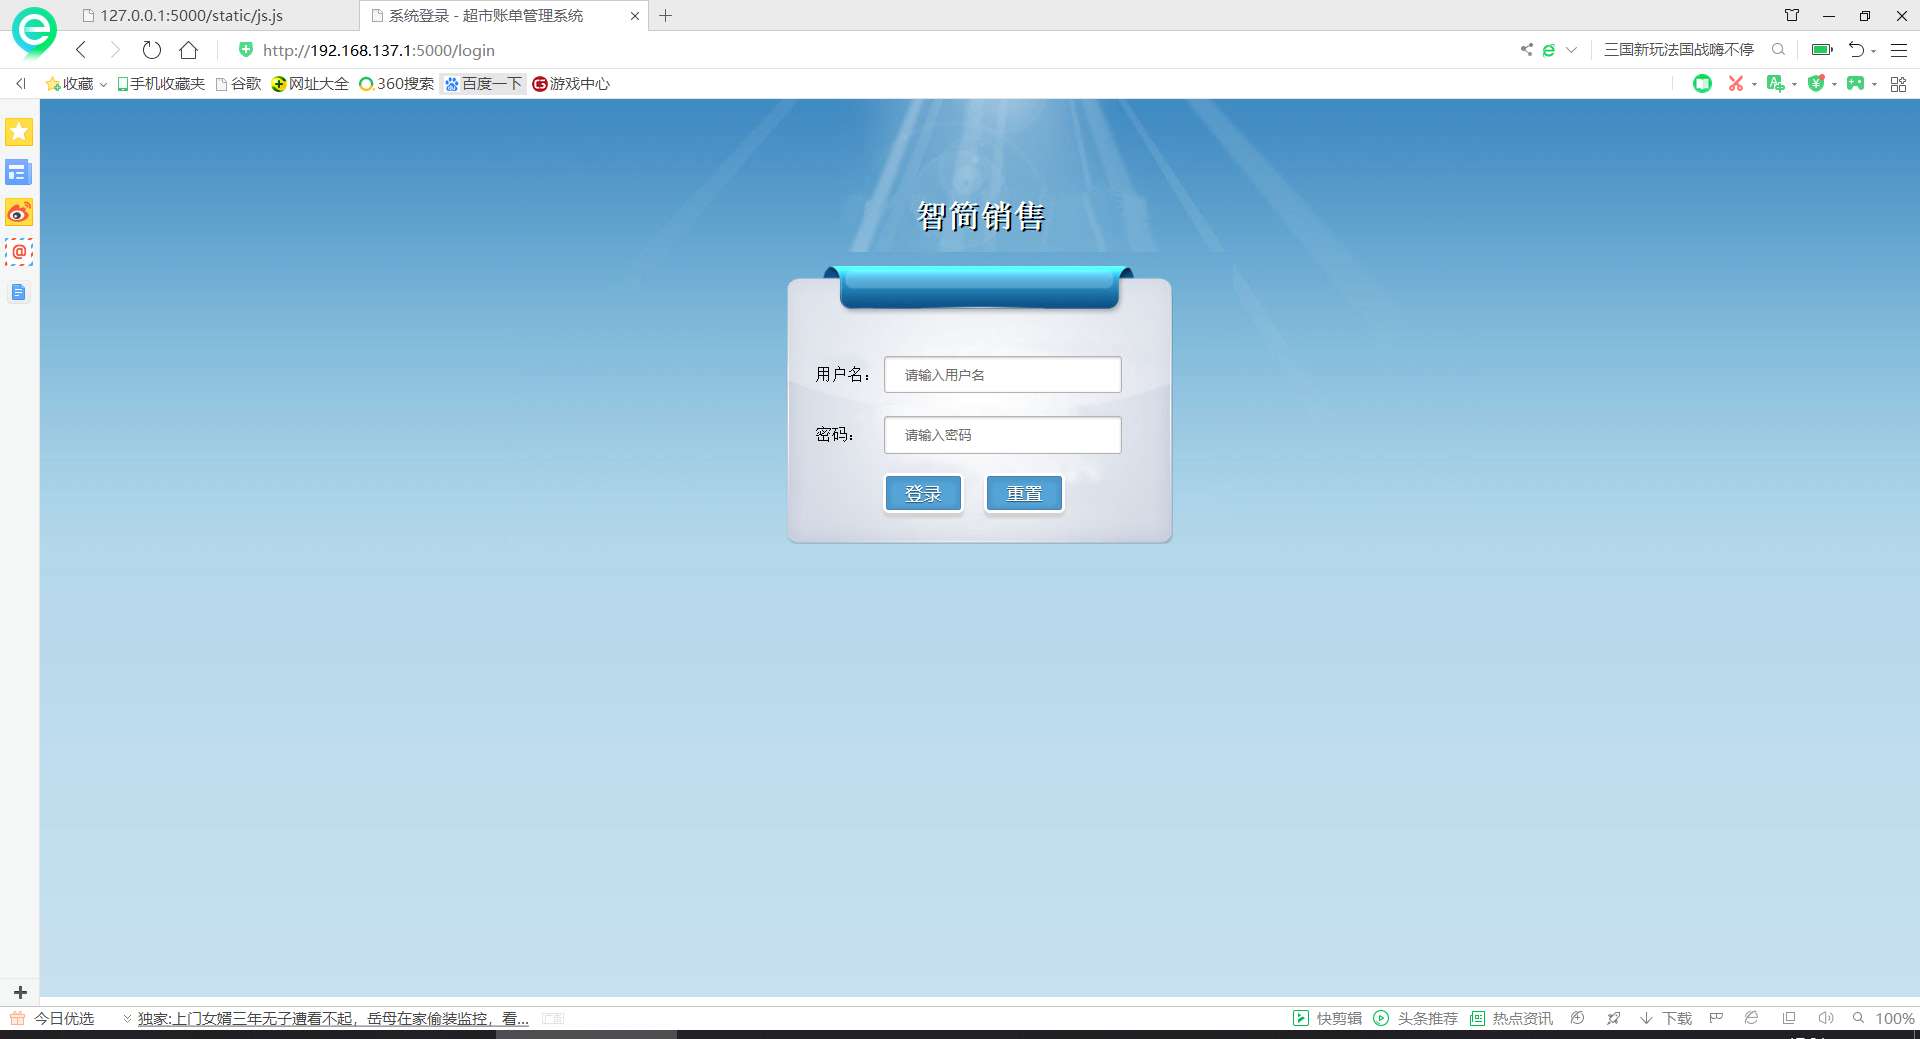 127.0.0.1:5000/static/js.js
系统登录 - 超市账单管理系统
http://192.168.137.1:5000/login
三国新玩法国战嗨不停
收藏 手机收藏夹 谷歌 网址大全 360搜索 百度一下 游戏中心
智简销售
用户名： 请输入用户名
密码： 请输入密码
登录 重置
今日优选 独家:上门女婿三年无子遭看不起，岳母在家偷装监控，看... 广告 快剪辑 头条推荐 热点资讯 下载 100%